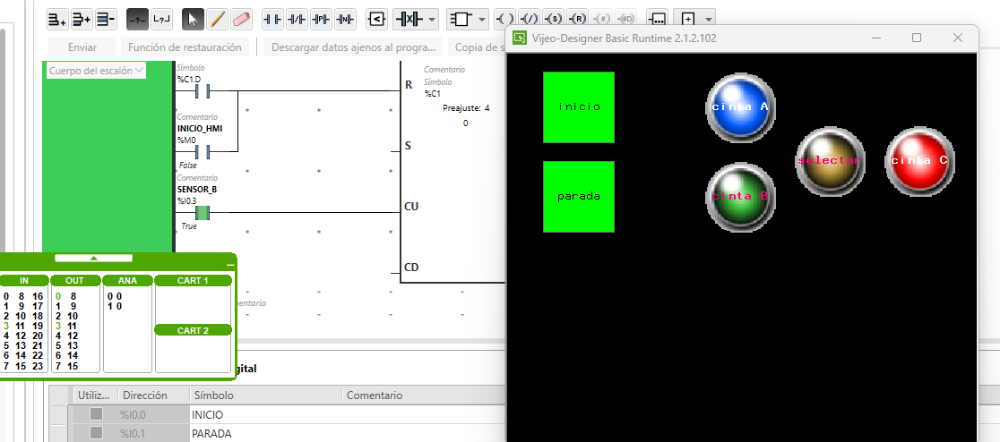 Vijeo-Designer Basic Runtime 2.1.2.102
Enviar
Función de restauración
Descargar datos ajenos al progra...
Copia de s
Cuerpo del escalón
Símbolo
%C1.D
Comentario
INICIO_HMI
%M0
False
Comentario
SENSOR_B
%I0.3
True
R
S
CU
CD
Comentario
Símbolo
%C1
Preajuste: 4
0
inicio
parada
cinta A
cinta B
selector
cinta C
IN OUT ANA CART 1
0 8 16 0 8 0 0
1 9 17 1 9 1 0
2 10 18 2 10
3 11 19 3 11
CART 2
4 12 20 4 12
5 13 21 5 13
6 14 22 6 14
7 15 23 7 15
entario
gital
Utiliz... Dirección Símbolo Comentario
%I0.0 INICIO
%I0.1 PARADA